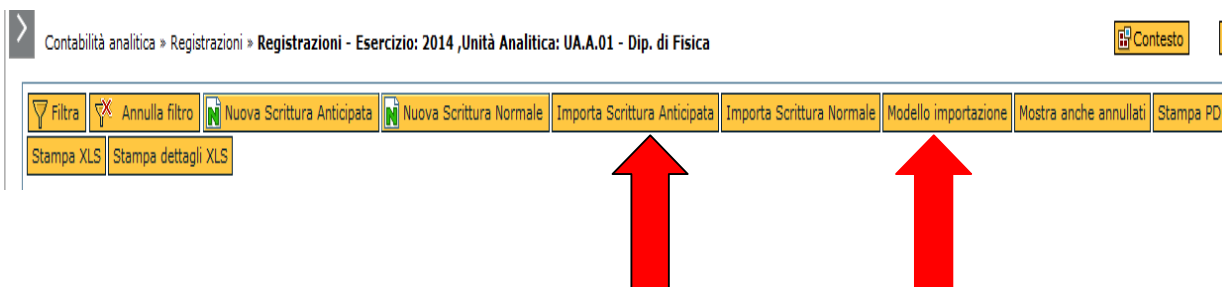 Contabilità analitica » Registrazioni » Registrazioni - Esercizio: 2014 ,Unità Analitica: UA.A.01 - Dip. di Fisica Contesto
Filtra Annulla filtro Nuova Scrittura Anticipata Nuova Scrittura Normale Importa Scrittura Anticipata Importa Scrittura Normale Modello importazione Mostra anche annullati Stampa PD
Stampa XLS Stampa dettagli XLS